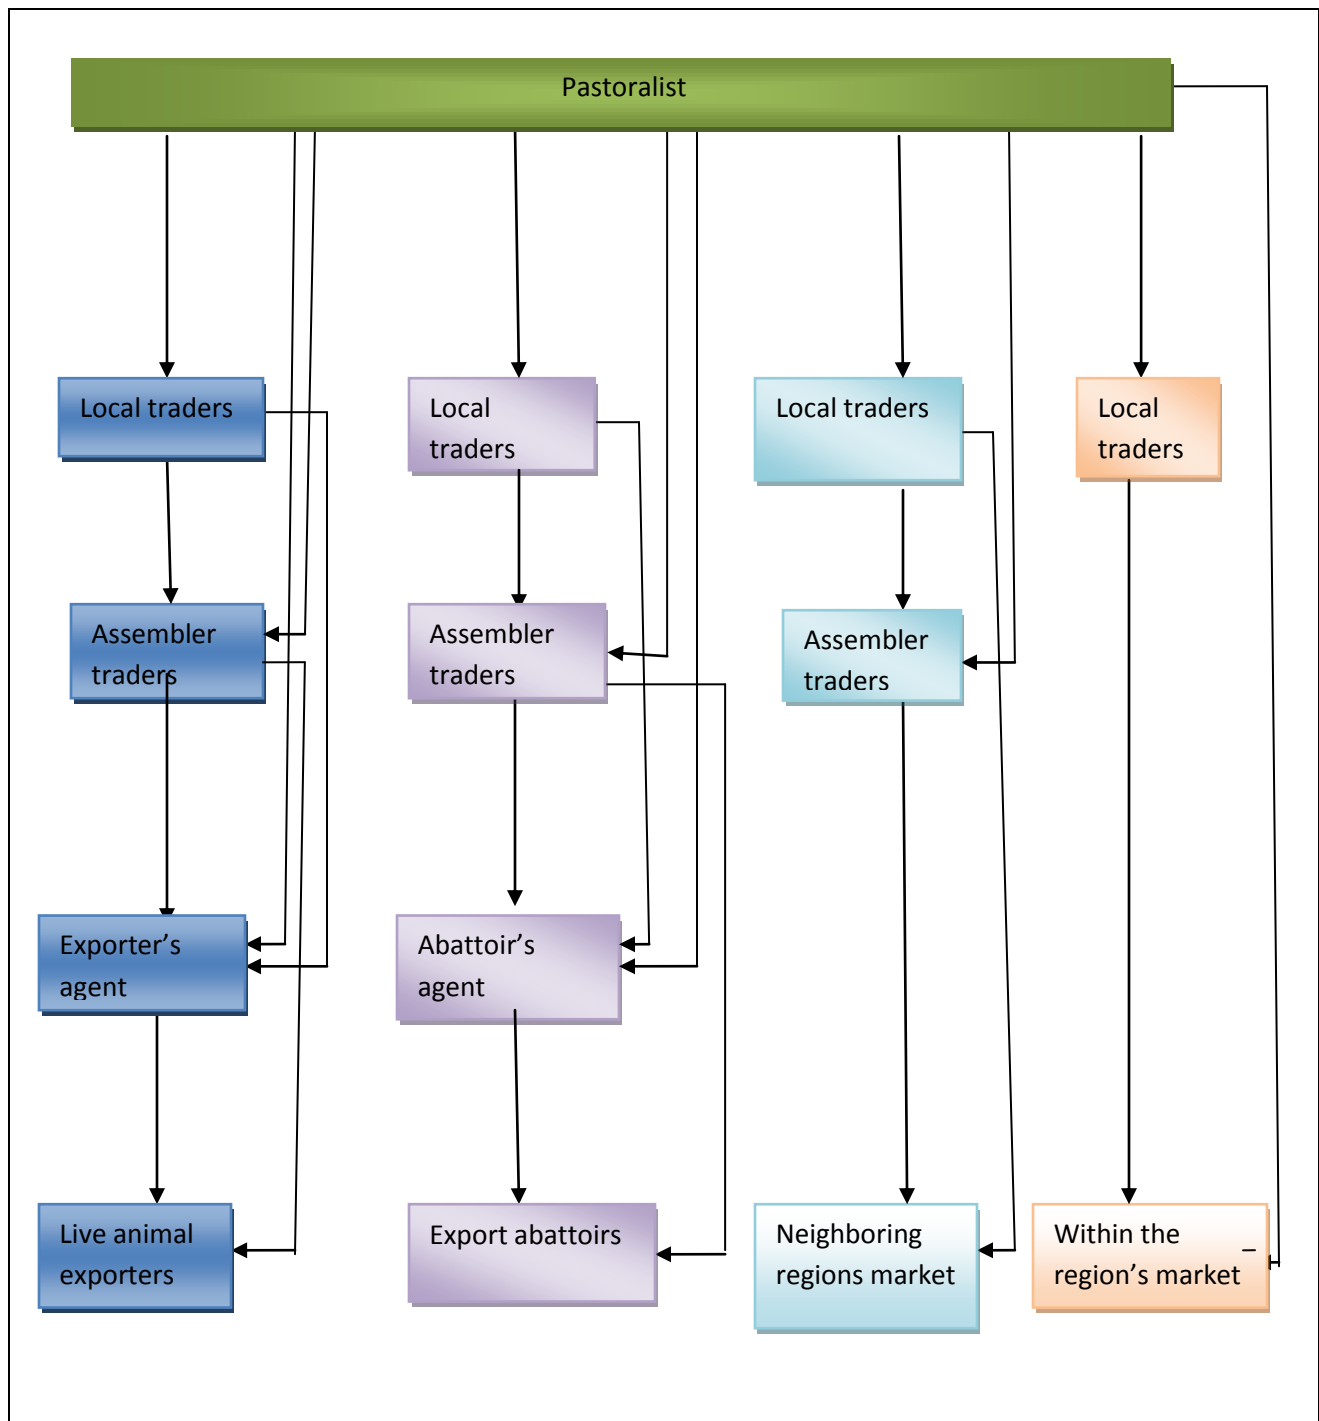 Pastoralist
Local traders
Local
traders
Local traders
Local
traders
Assembler
traders
Assembler
traders
Assembler
traders
Exporter’s
agent
Abattoir’s
agent
Live animal
exporters
Export abattoirs
Neighboring
regions market
Within the
region’s market